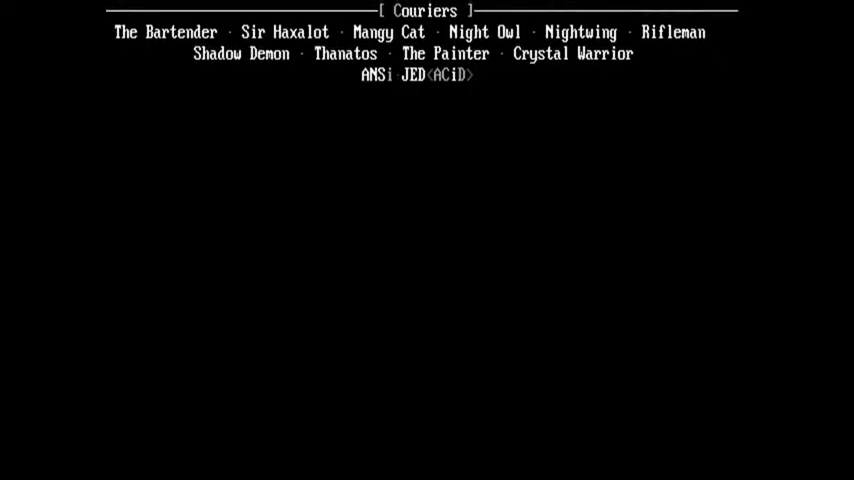 [ Couriers ]
The Bartender · Sir Haxalot · Mangy Cat · Night Owl · Nightwing · Rifleman
Shadow Demon · Thanatos · The Painter · Crystal Warrior
ANSi JED<ACiD>